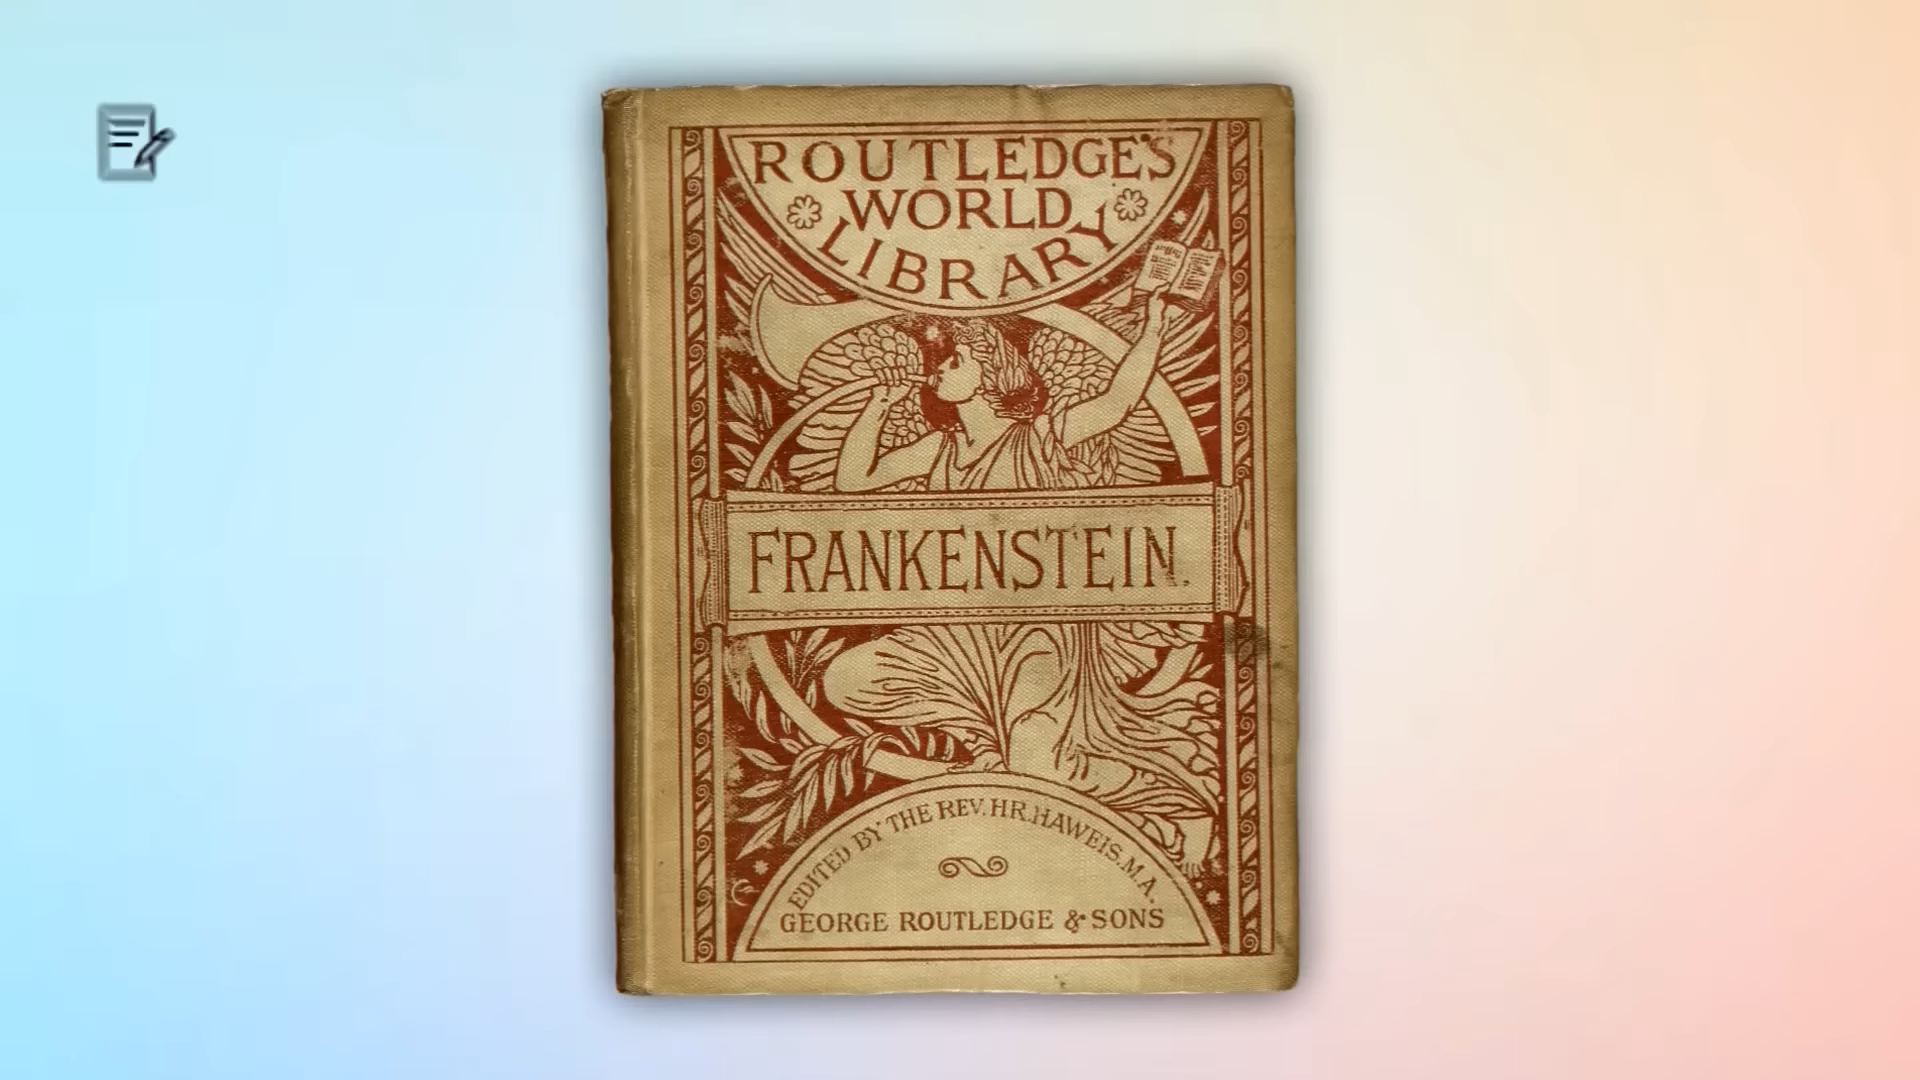 ROUTLEDGE'S
WORLD
LIBRARY
FRANKENSTEIN.
EDITED BY THE REV. H.R. HAWEIS. M.A.
GEORGE ROUTLEDGE & SONS